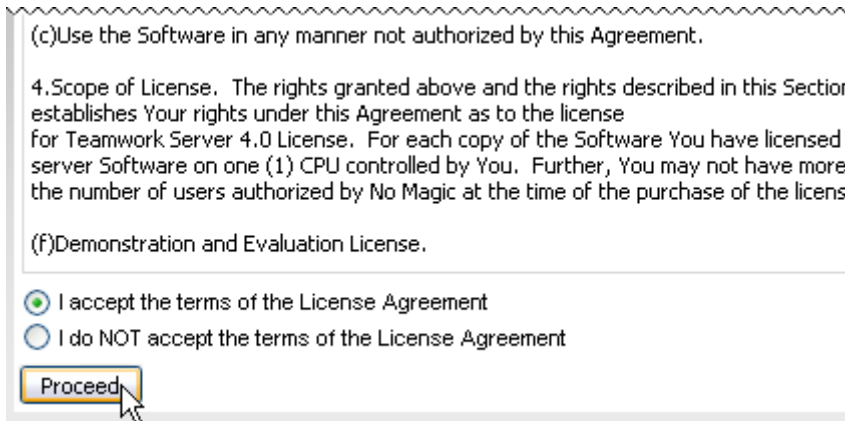 (c)Use the Software in any manner not authorized by this Agreement.
4.Scope of License. The rights granted above and the rights described in this Section
establishes Your rights under this Agreement as to the license
for Teamwork Server 4.0 License. For each copy of the Software You have licensed
server Software on one (1) CPU controlled by You. Further, You may not have more
the number of users authorized by No Magic at the time of the purchase of the licens
(f)Demonstration and Evaluation License.
I accept the terms of the License Agreement
I do NOT accept the terms of the License Agreement
Proceed